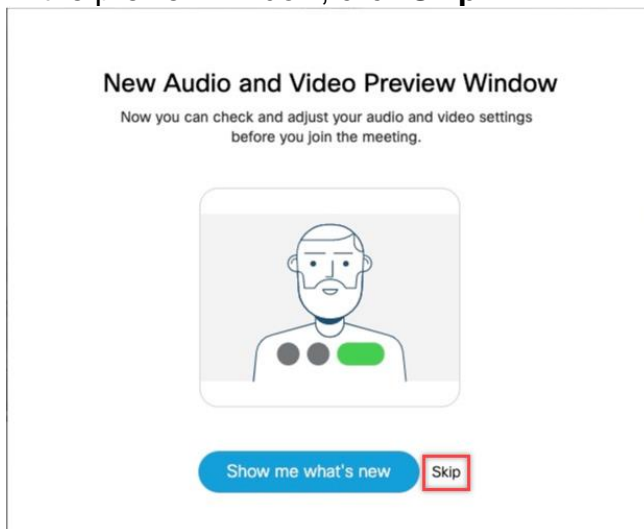 New Audio and Video Preview Window
Now you can check and adjust your audio and video settings
before you join the meeting.
Show me what's new
Skip